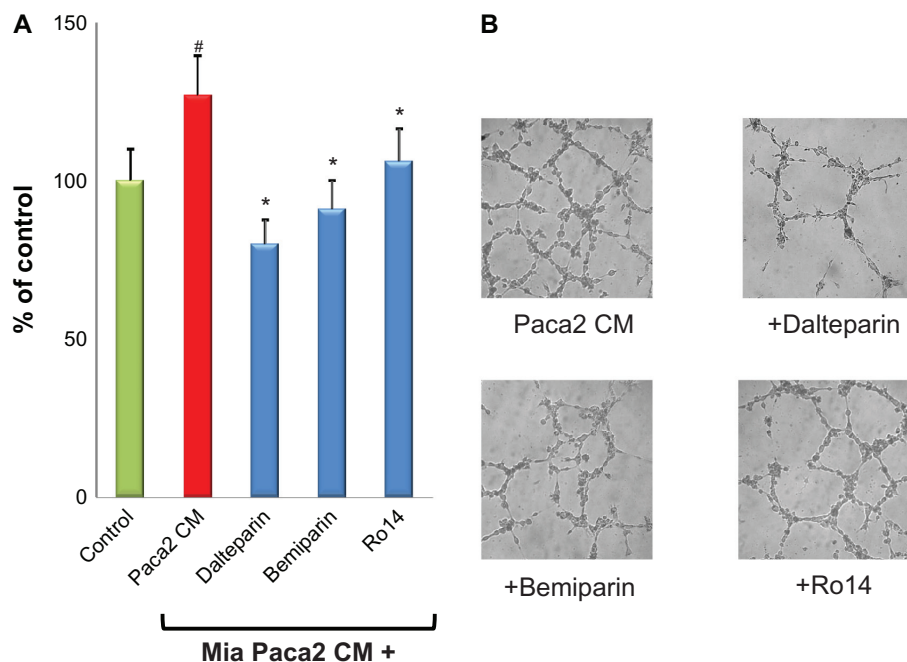 A
150
100
50
0
% of control
#
*
*
*
Control
Paca2 CM
Dalteparin
Bemiparin
Ro14
Mia Paca2 CM +
B
Paca2 CM
+Dalteparin
+Bemiparin
+Ro14